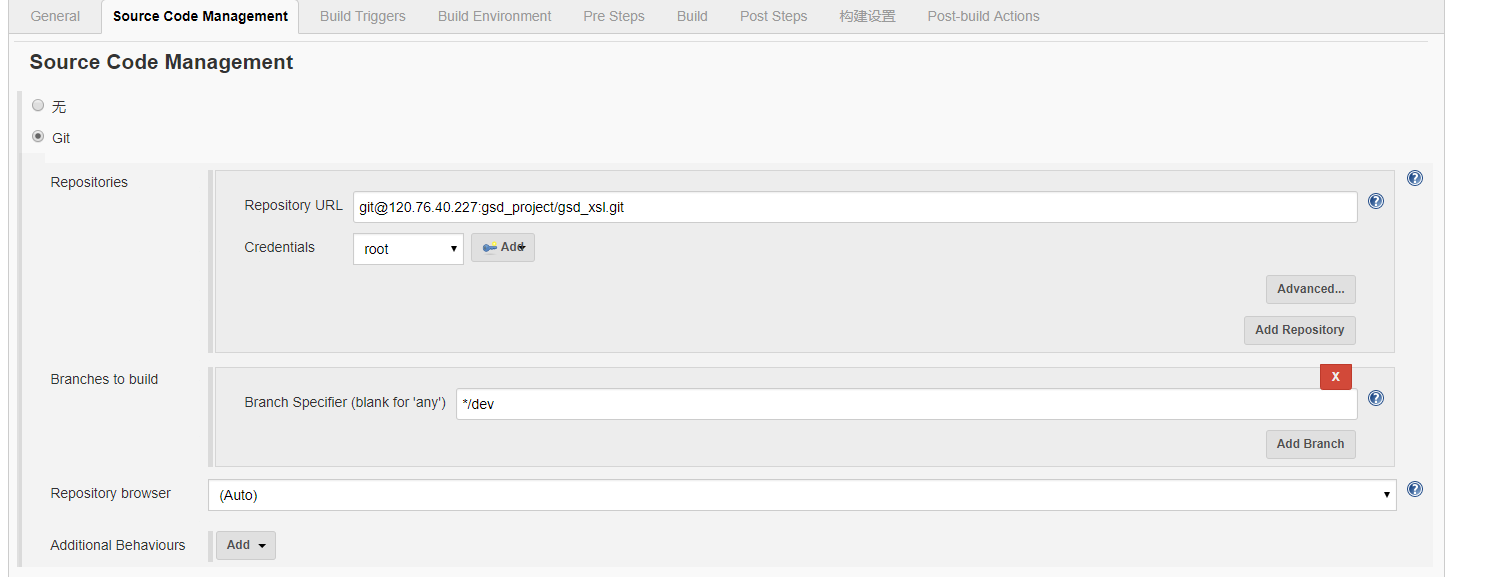 General Source Code Management Build Triggers Build Environment Pre Steps Build Post Steps 构建设置 Post-build Actions
Source Code Management
无
Git
Repositories
Repository URL git@120.76.40.227:gsd_project/gsd_xsl.git
Credentials root Add
Advanced...
Add Repository
Branches to build
X
Branch Specifier (blank for 'any') */dev
Add Branch
Repository browser (Auto)
Additional Behaviours Add